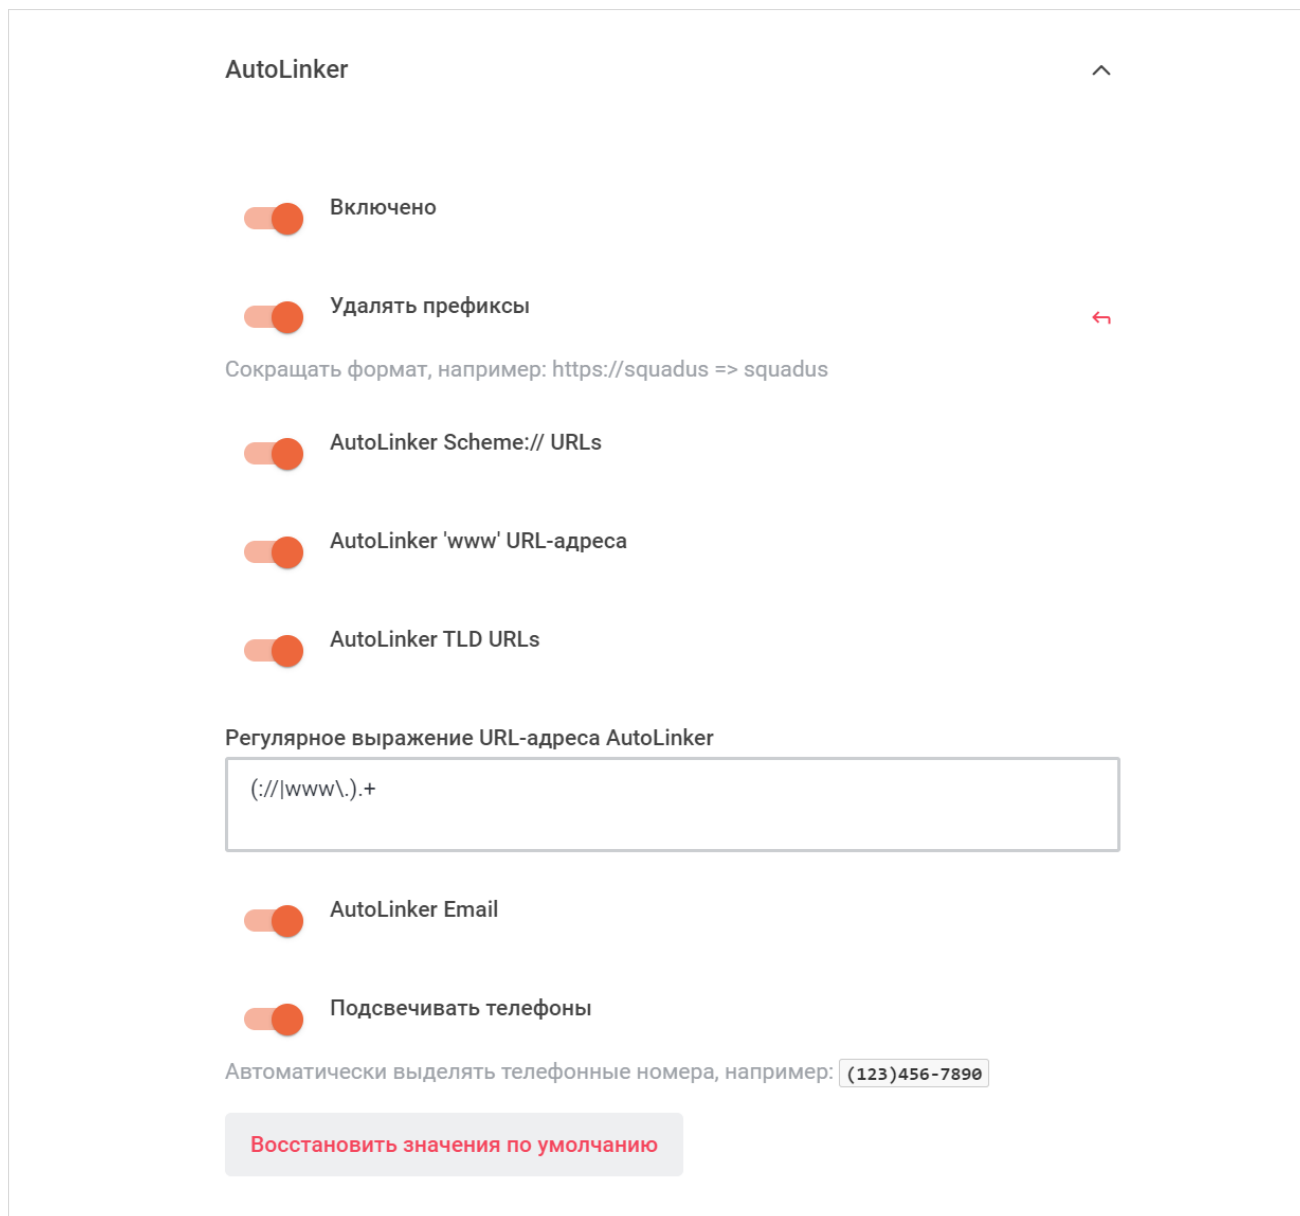 AutoLinker
Включено
Удалять префиксы
Сокращать формат, например: https://squadus => squadus
AutoLinker Scheme:// URLs
AutoLinker 'www' URL-адреса
AutoLinker TLD URLs
Регулярное выражение URL-адреса AutoLinker
(://|www\.).+
AutoLinker Email
Подсвечивать телефоны
Автоматически выделять телефонные номера, например: (123)456-7890
Восстановить значения по умолчанию